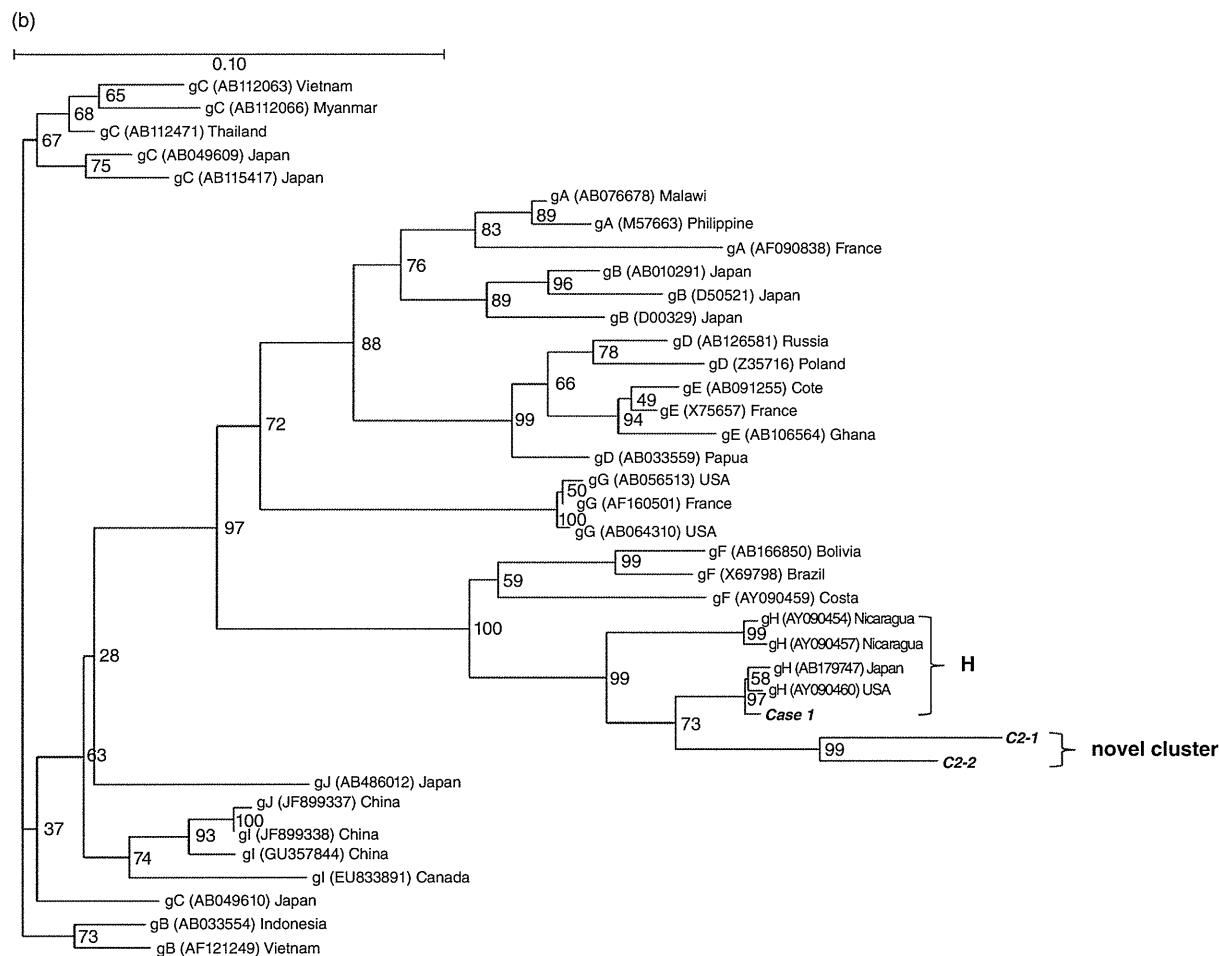 (b)
0.10
gC (AB112063) Vietnam
65
gC (AB112066) Myanmar
68
gC (AB112471) Thailand
67
gC (AB049609) Japan
75
gC (AB115417) Japan
gA (AB076678) Malawi
89
gA (M57663) Philippine
83
gA (AF090838) France
76
gB (AB010291) Japan
96
gB (D50521) Japan
89
gB (D00329) Japan
88
gD (AB126581) Russia
78
gD (Z35716) Poland
66
gE (AB091255) Cote
49
gE (X75657) France
94
gE (AB106564) Ghana
99
gD (AB033559) Papua
72
gG (AB056513) USA
50
gG (AF160501) France
100
gG (AB064310) USA
97
gF (AB166850) Bolivia
99
gF (X69798) Brazil
59
gF (AY090459) Costa
100
gH (AY090454) Nicaragua
99
gH (AY090457) Nicaragua
H
99
gH (AB179747) Japan
58
gH (AY090460) USA
97
Case 1
73
C2-1
99
novel cluster
C2-2
28
63
gJ (AB486012) Japan
gJ (JF899337) China
100
gI (JF899338) China
93
gI (GU357844) China
74
gI (EU833891) Canada
37
gC (AB049610) Japan
gB (AB033554) Indonesia
73
gB (AF121249) Vietnam